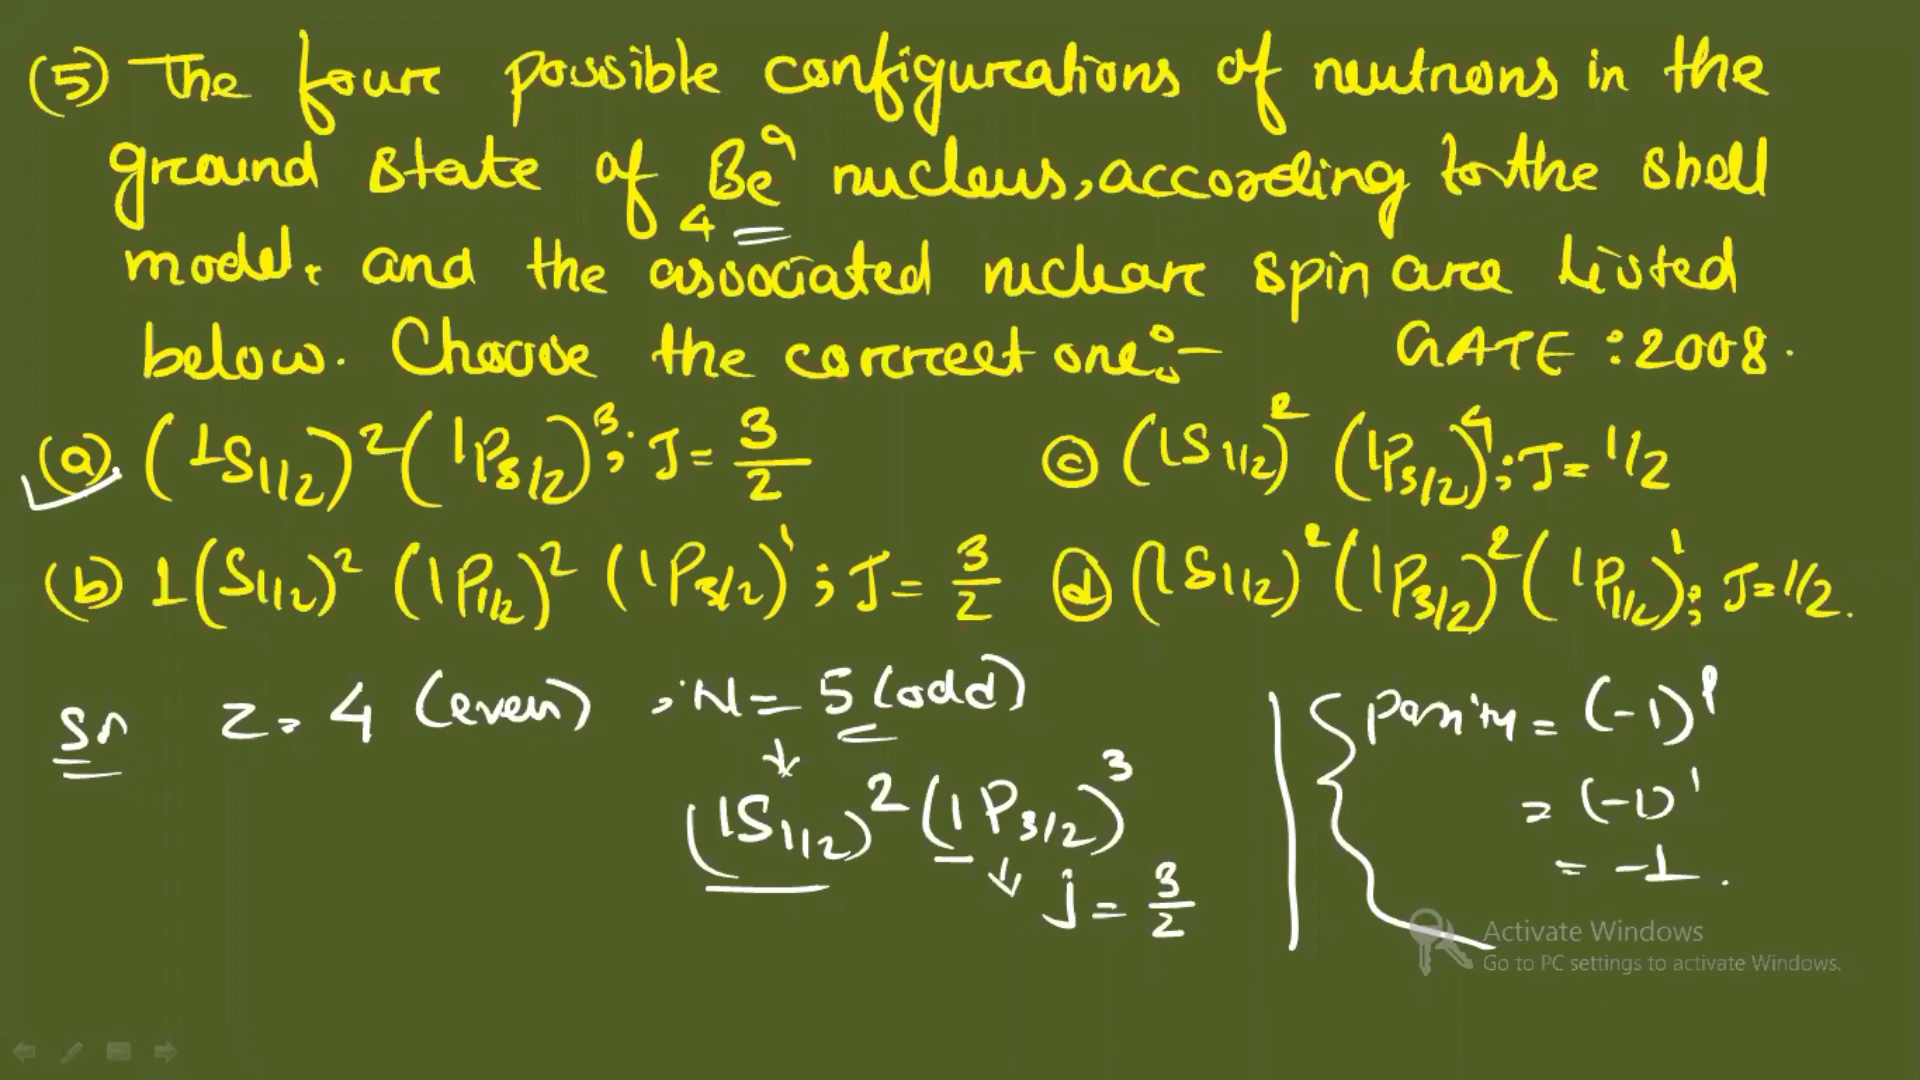 (5) The four possible configurations of neutrons in the
ground state of ₄Be⁹ nucleus, according to the shell
model, and the associated nuclear spin are listed
below. Choose the correct one:- GATE : 2008.
(a) (1S1/2)² (1P3/2)³; J = 3/2 (c) (1S1/2)² (1P3/2)⁴; J = 1/2
(b) 1(S1/2)² (1P1/2)² (1P3/2)¹; J = 3/2 (d) (1S1/2)² (1P3/2)² (1P1/2)¹; J = 1/2.
Sn Z = 4 (even), N = 5 (odd)
(1S1/2)² (1P3/2)³
↓ j = 3/2
Parity = (-1)^l
= (-1)¹
= -1.
Activate Windows
Go to PC settings to activate Windows.